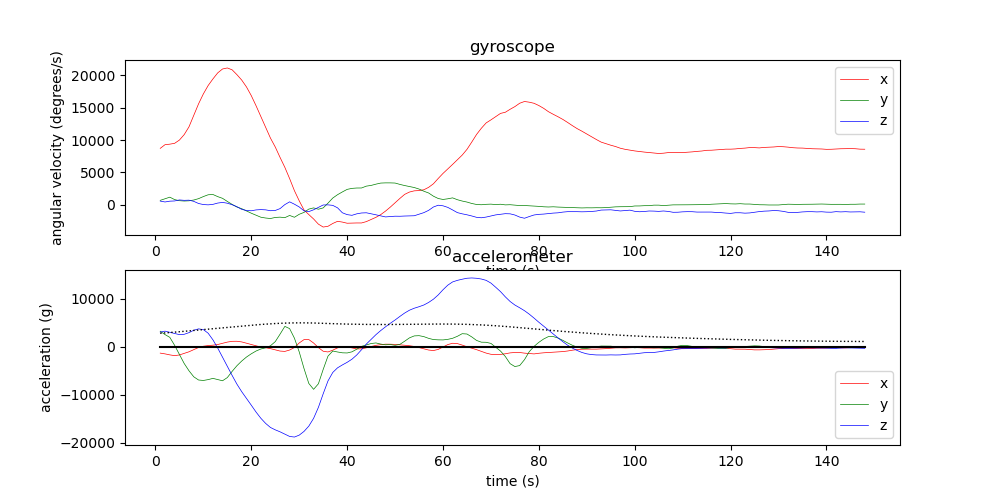 gyroscope
angular velocity (degrees/s)
20000
15000
10000
5000
0
x
y
z
0 20 40 60 80 100 120 140
time (s)
accelerometer
acceleration (g)
10000
0
−10000
−20000
x
y
z
0 20 40 60 80 100 120 140
time (s)